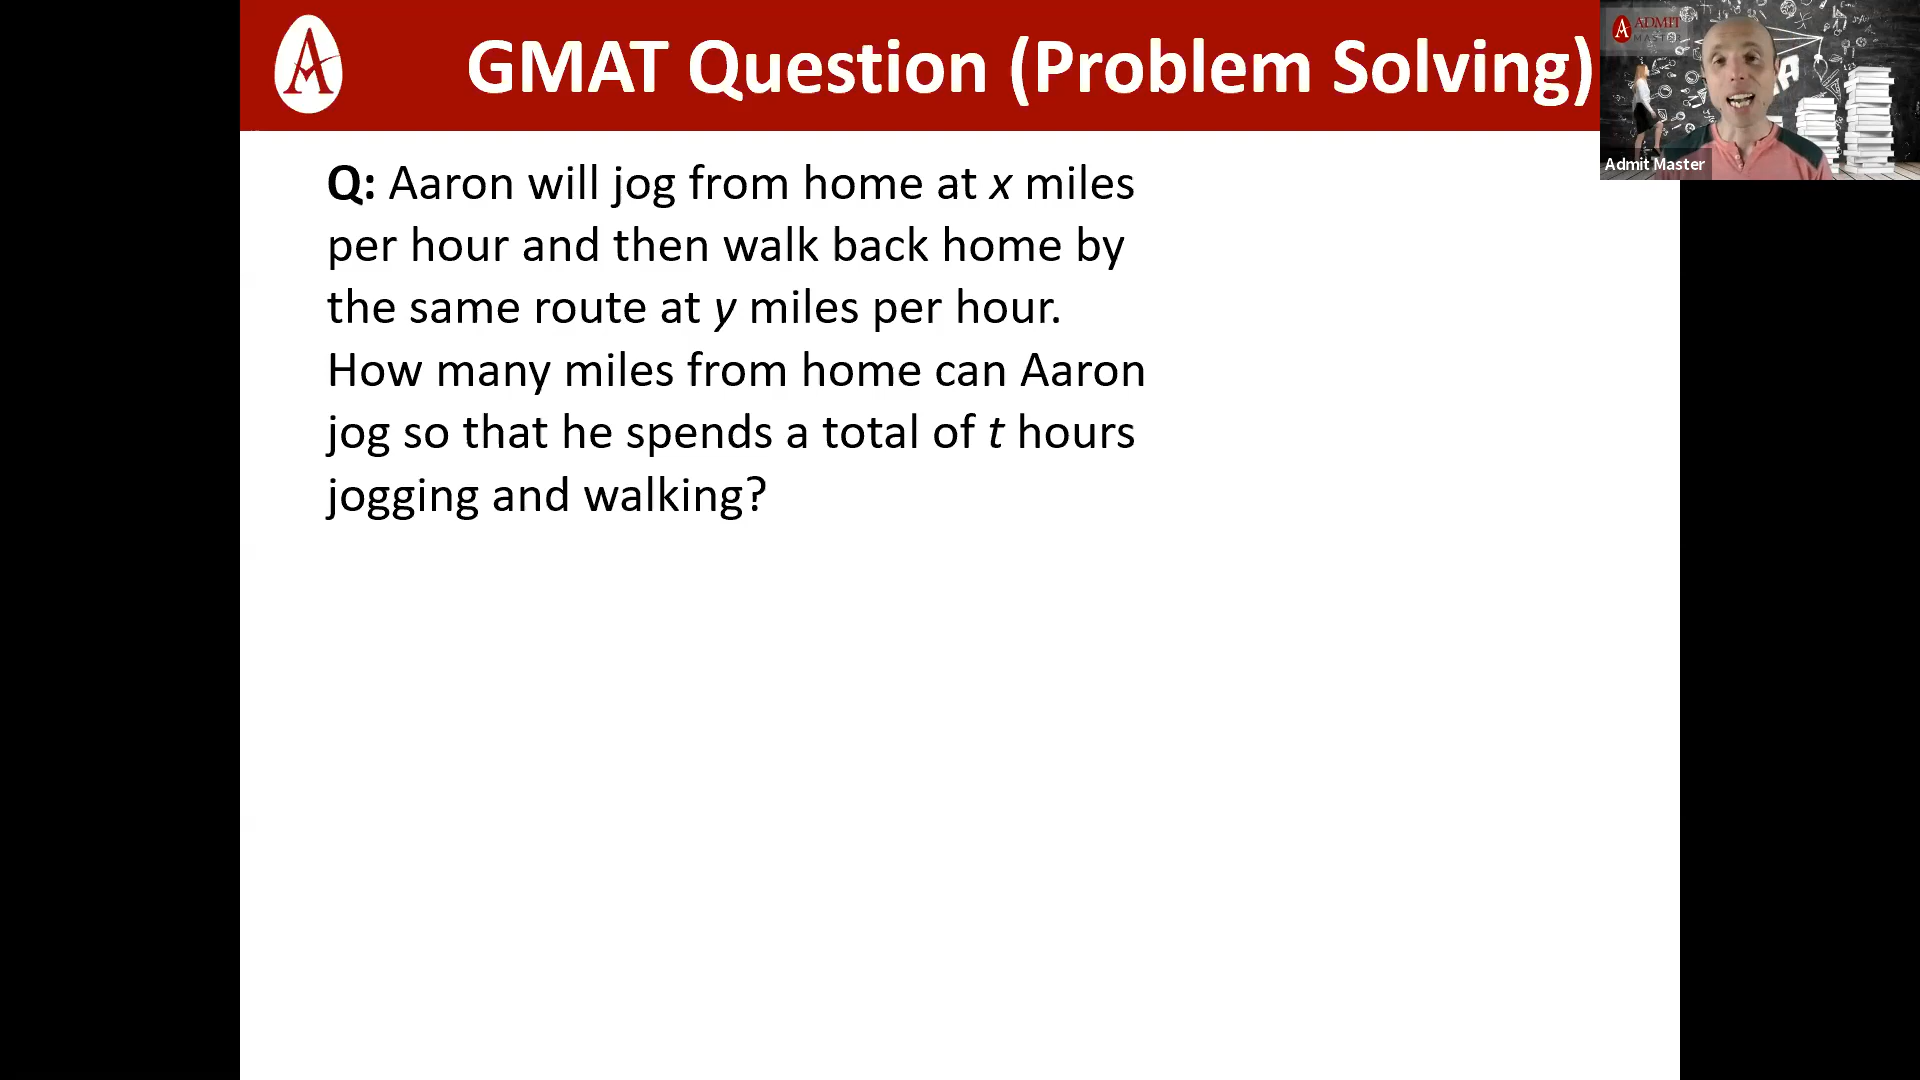 GMAT Question (Problem Solving)
ADMIT
MASTER
Admit Master
Q: Aaron will jog from home at x miles
per hour and then walk back home by
the same route at y miles per hour.
How many miles from home can Aaron
jog so that he spends a total of t hours
jogging and walking?